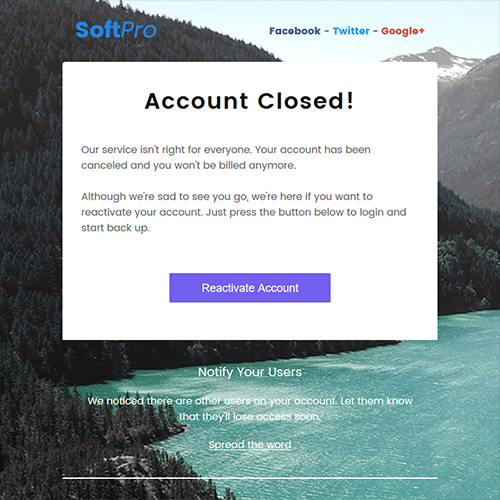 SoftPro
Facebook - Twitter - Google+
Account Closed!
Our service isn't right for everyone. Your account has been
canceled and you won't be billed anymore.
Although we're sad to see you go, we're here if you want to
reactivate your account. Just press the button below to login and
start back up.
Reactivate Account
Notify Your Users
We noticed there are other users on your account. Let them know
that they'll lose access soon.
Spread the word